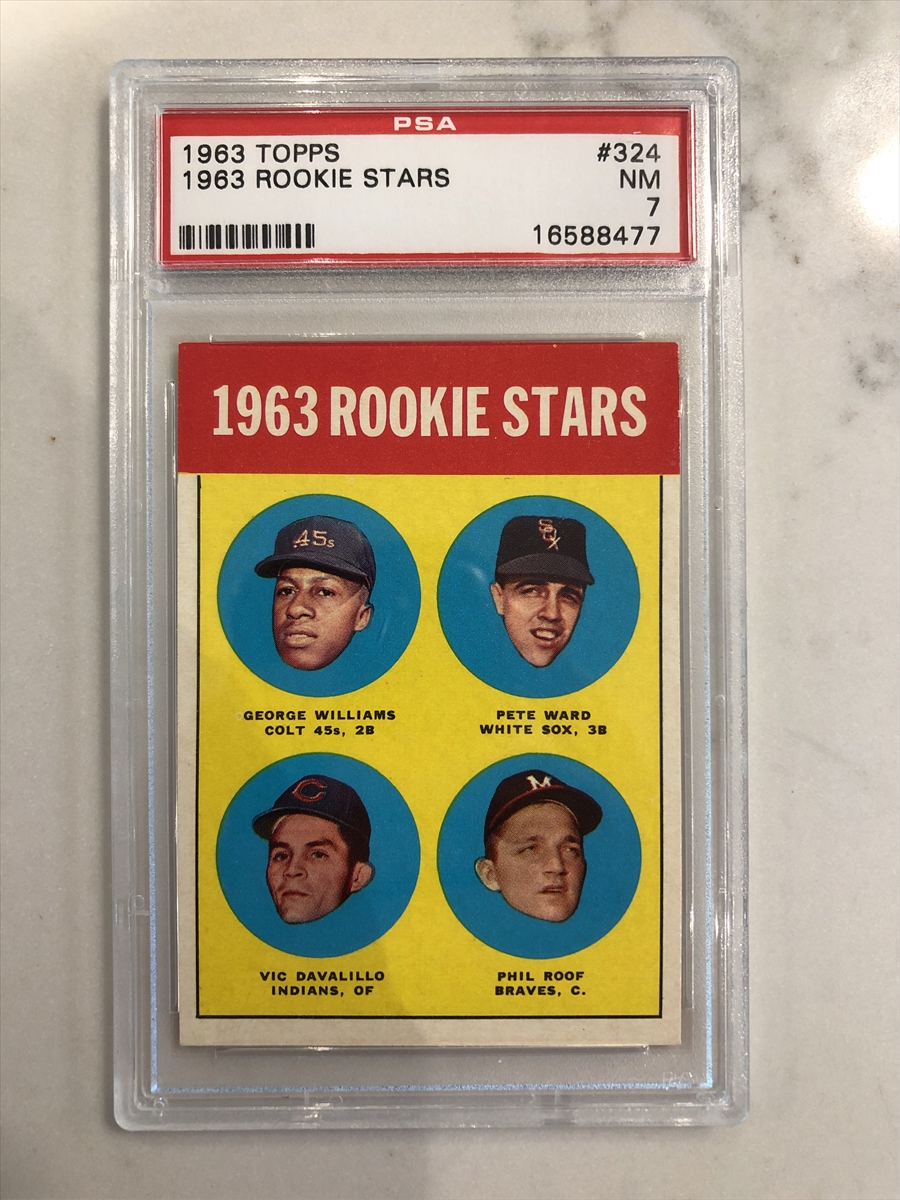 PSA
1963 TOPPS #324
1963 ROOKIE STARS NM
7
16588477
1963 ROOKIE STARS
.45s
SOX
GEORGE WILLIAMS
COLT 45s, 2B
PETE WARD
WHITE SOX, 3B
C
M
VIC DAVALILLO
INDIANS, OF
PHIL ROOF
BRAVES, C.